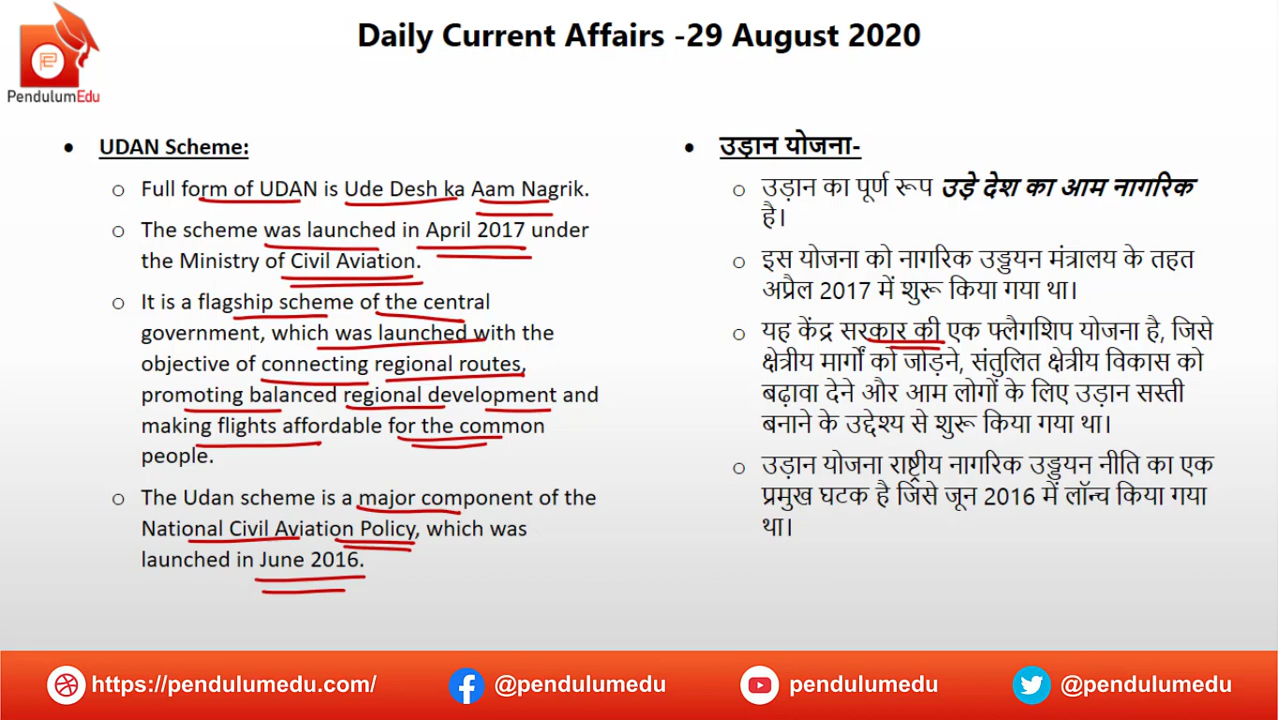 Daily Current Affairs -29 August 2020
PendulumEdu
• UDAN Scheme:
o Full form of UDAN is Ude Desh ka Aam Nagrik.
o The scheme was launched in April 2017 under
the Ministry of Civil Aviation.
o It is a flagship scheme of the central
government, which was launched with the
objective of connecting regional routes,
promoting balanced regional development and
making flights affordable for the common
people.
o The Udan scheme is a major component of the
National Civil Aviation Policy, which was
launched in June 2016.
• उड़ान योजना-
o उड़ान का पूर्ण रूप उड़े देश का आम नागरिक
है।
o इस योजना को नागरिक उड्डयन मंत्रालय के तहत
अप्रैल 2017 में शुरू किया गया था।
o यह केंद्र सरकार की एक फ्लैगशिप योजना है, जिसे
क्षेत्रीय मार्गों को जोड़ने, संतुलित क्षेत्रीय विकास को
बढ़ावा देने और आम लोगों के लिए उड़ान सस्ती
बनाने के उद्देश्य से शुरू किया गया था।
o उड़ान योजना राष्ट्रीय नागरिक उड्डयन नीति का एक
प्रमुख घटक है जिसे जून 2016 में लॉन्च किया गया
था।
https://pendulumedu.com/ @pendulumedu pendulumedu @pendulumedu